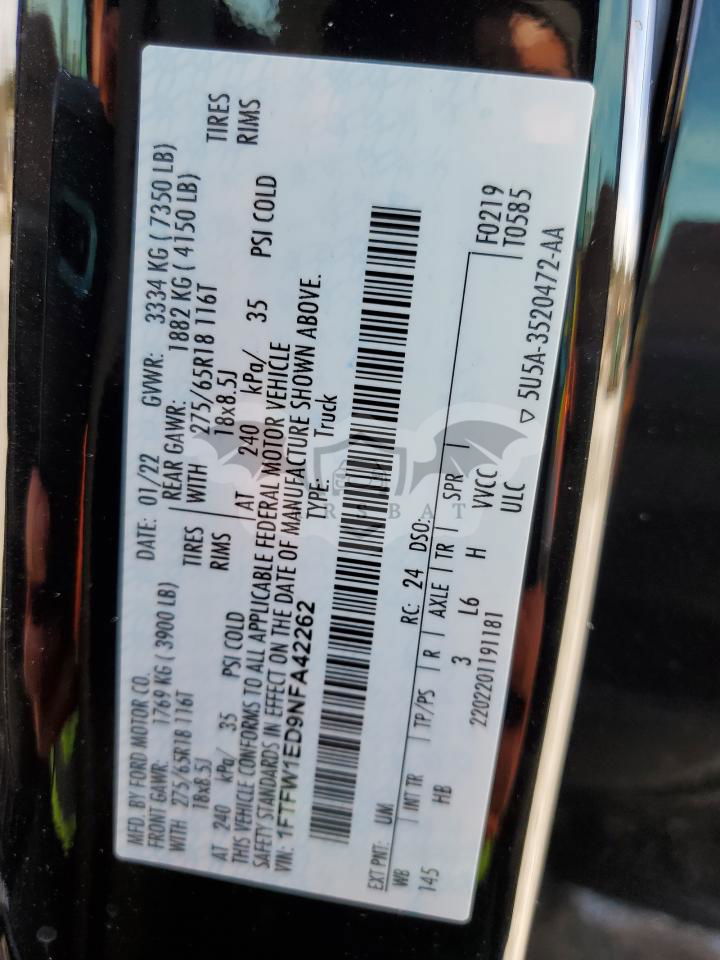 MFD. BY FORD MOTOR CO.
DATE: 01/22 GVWR: 3334 KG ( 7350 LB)
FRONT GAWR: 1769 KG ( 3900 LB)
REAR GAWR: 1882 KG ( 4150 LB)
WITH 275/65R18 116T TIRES
WITH 275/65R18 116T TIRES
18x8.5J RIMS
18x8.5J RIMS
AT 240 kPa/ 35 PSI COLD
AT 240 kPa/ 35 PSI COLD
THIS VEHICLE CONFORMS TO ALL APPLICABLE FEDERAL MOTOR VEHICLE
SAFETY STANDARDS IN EFFECT ON THE DATE OF MANUFACTURE SHOWN ABOVE.
VIN: 1FTFW1ED9NFA42262
TYPE: Truck
EXT PNT: UM RC: 24 DSO: F0219
WB INT TR TP/PS R AXLE TR SPR T0585
145 HB 3 L6 H VVCC
2202201191181 ULC
▽ 5U5A-3520472-AA